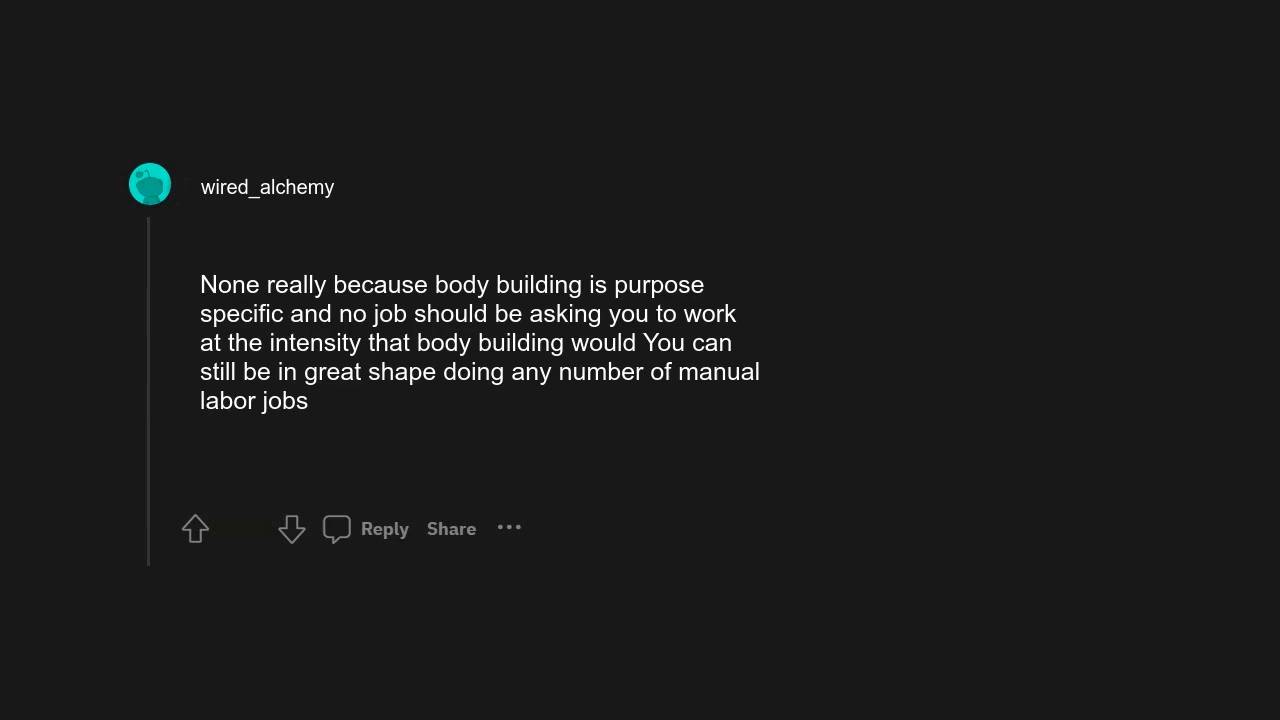 wired_alchemy
None really because body building is purpose
specific and no job should be asking you to work
at the intensity that body building would You can
still be in great shape doing any number of manual
labor jobs
Reply Share